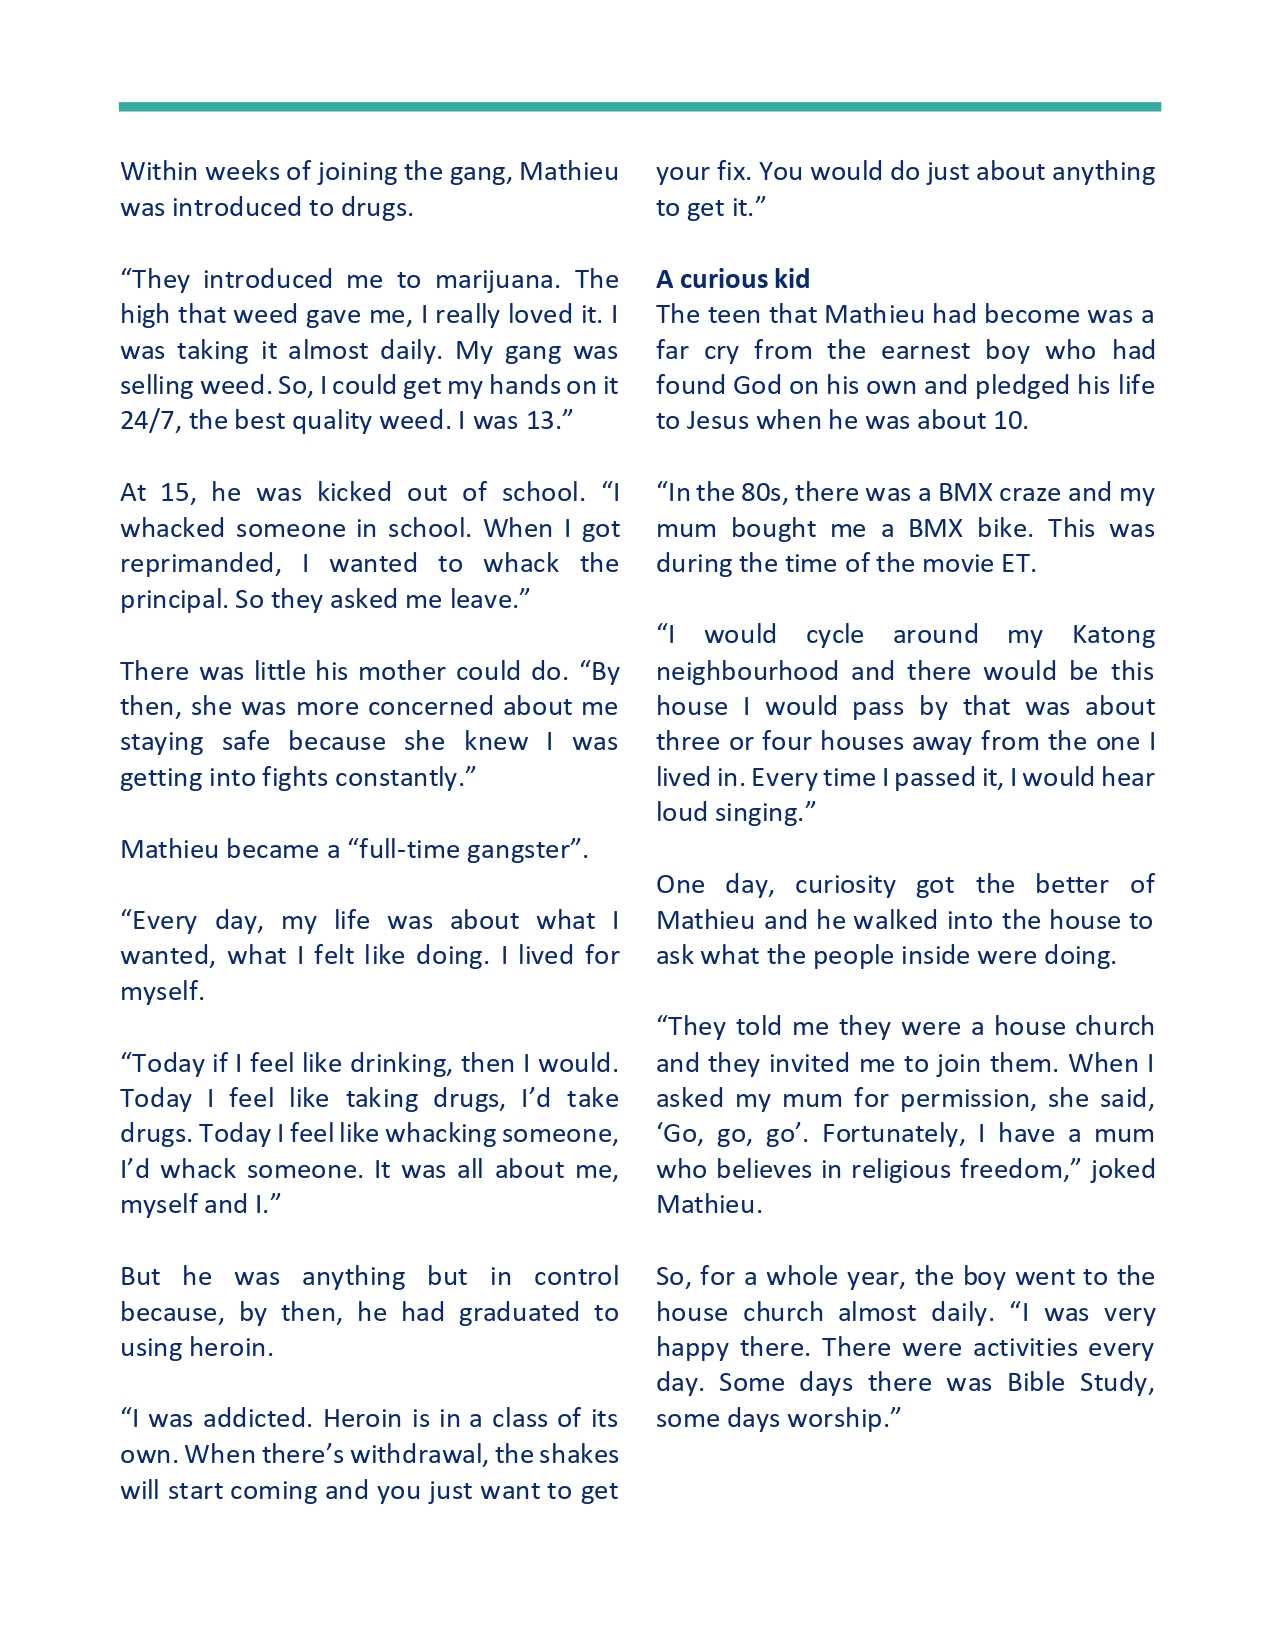 Within weeks of joining the gang, Mathieu
was introduced to drugs.
“They introduced me to marijuana. The
high that weed gave me, I really loved it. I
was taking it almost daily. My gang was
selling weed. So, I could get my hands on it
24/7, the best quality weed. I was 13.”
At 15, he was kicked out of school. “I
whacked someone in school. When I got
reprimanded, I wanted to whack the
principal. So they asked me leave.”
There was little his mother could do. “By
then, she was more concerned about me
staying safe because she knew I was
getting into fights constantly.”
Mathieu became a “full-time gangster”.
“Every day, my life was about what I
wanted, what I felt like doing. I lived for
myself.
“Today if I feel like drinking, then I would.
Today I feel like taking drugs, I’d take
drugs. Today I feel like whacking someone,
I’d whack someone. It was all about me,
myself and I.”
But he was anything but in control
because, by then, he had graduated to
using heroin.
“I was addicted. Heroin is in a class of its
own. When there’s withdrawal, the shakes
will start coming and you just want to get
your fix. You would do just about anything
to get it.”
A curious kid
The teen that Mathieu had become was a
far cry from the earnest boy who had
found God on his own and pledged his life
to Jesus when he was about 10.
“In the 80s, there was a BMX craze and my
mum bought me a BMX bike. This was
during the time of the movie ET.
“I would cycle around my Katong
neighbourhood and there would be this
house I would pass by that was about
three or four houses away from the one I
lived in. Every time I passed it, I would hear
loud singing.”
One day, curiosity got the better of
Mathieu and he walked into the house to
ask what the people inside were doing.
“They told me they were a house church
and they invited me to join them. When I
asked my mum for permission, she said,
‘Go, go, go’. Fortunately, I have a mum
who believes in religious freedom,” joked
Mathieu.
So, for a whole year, the boy went to the
house church almost daily. “I was very
happy there. There were activities every
day. Some days there was Bible Study,
some days worship.”